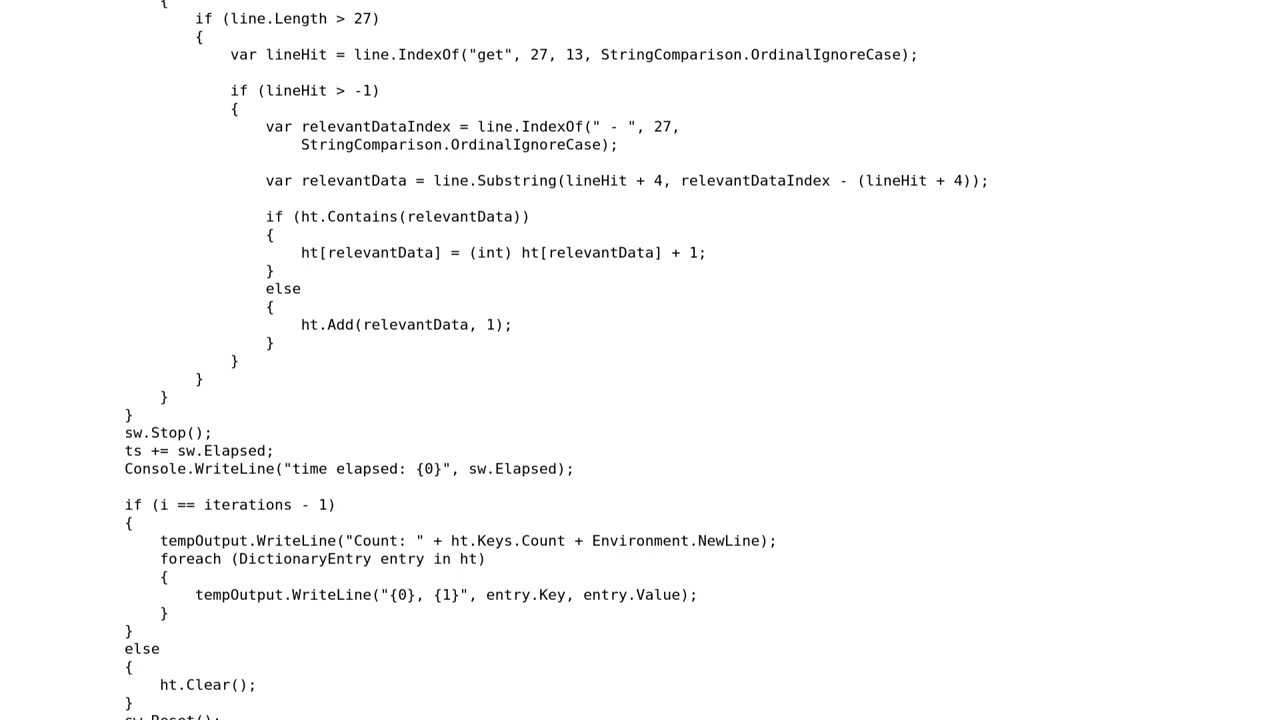 {
if (line.Length > 27)
{
var lineHit = line.IndexOf("get", 27, 13, StringComparison.OrdinalIgnoreCase);
if (lineHit > -1)
{
var relevantDataIndex = line.IndexOf(" - ", 27,
StringComparison.OrdinalIgnoreCase);
var relevantData = line.Substring(lineHit + 4, relevantDataIndex - (lineHit + 4));
if (ht.Contains(relevantData))
{
ht[relevantData] = (int) ht[relevantData] + 1;
}
else
{
ht.Add(relevantData, 1);
}
}
}
}
}
sw.Stop();
ts += sw.Elapsed;
Console.WriteLine("time elapsed: {0}", sw.Elapsed);
if (i == iterations - 1)
{
tempOutput.WriteLine("Count: " + ht.Keys.Count + Environment.NewLine);
foreach (DictionaryEntry entry in ht)
{
tempOutput.WriteLine("{0}, {1}", entry.Key, entry.Value);
}
}
else
{
ht.Clear();
}
sw.Reset();